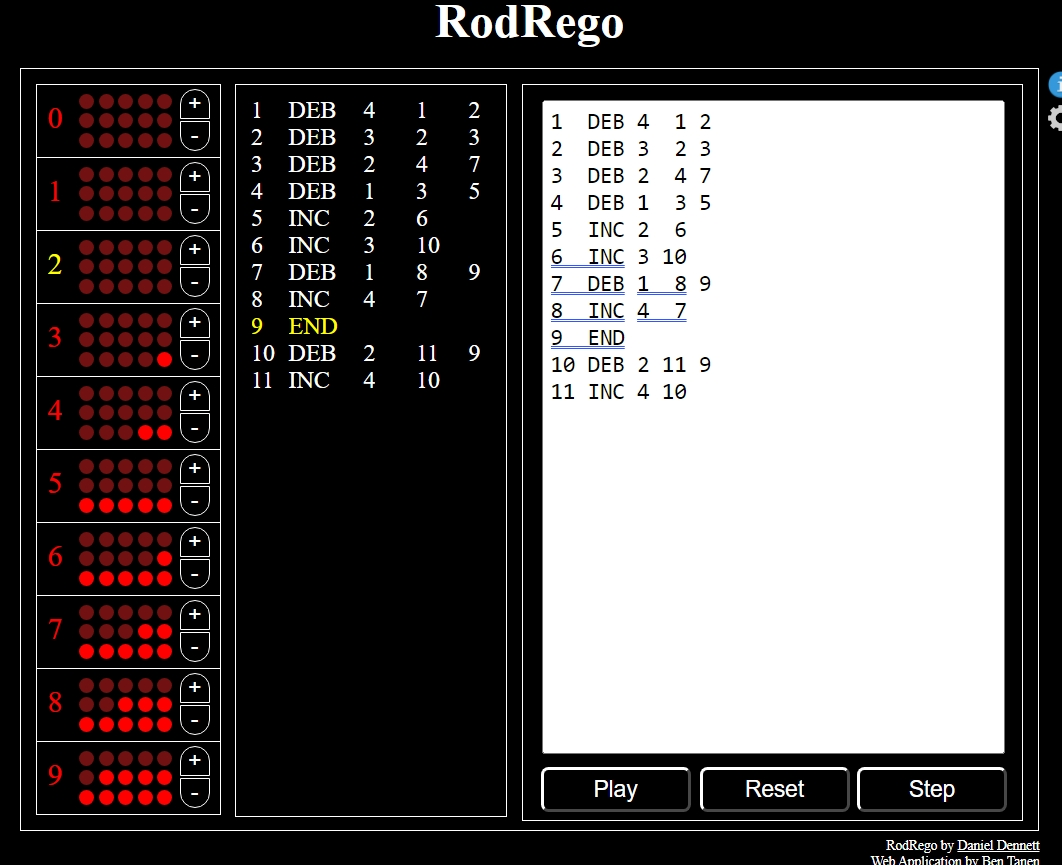 RodRego
0 + -
1 + -
2 + -
3 + -
4 + -
5 + -
6 + -
7 + -
8 + -
9 + -
1 DEB 4 1 2
2 DEB 3 2 3
3 DEB 2 4 7
4 DEB 1 3 5
5 INC 2 6
6 INC 3 10
7 DEB 1 8 9
8 INC 4 7
9 END
10 DEB 2 11 9
11 INC 4 10
1 DEB 4 1 2
2 DEB 3 2 3
3 DEB 2 4 7
4 DEB 1 3 5
5 INC 2 6
6 INC 3 10
7 DEB 1 8 9
8 INC 4 7
9 END
10 DEB 2 11 9
11 INC 4 10
Play Reset Step
RodRego by Daniel Dennett
Web Application by Ben Tanen